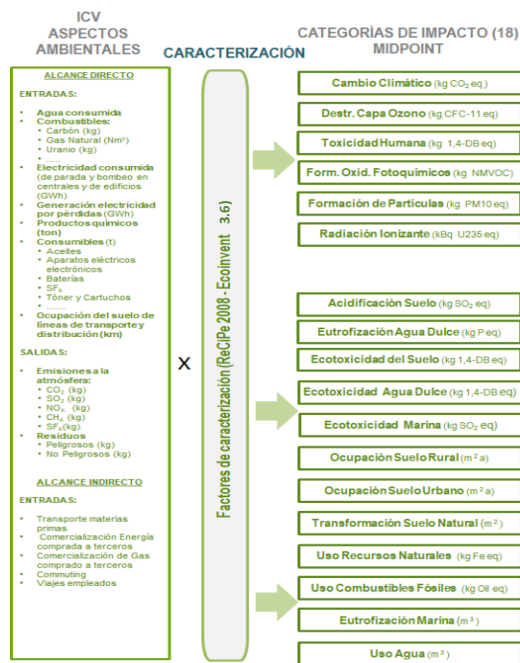 ICV
ASPECTOS
AMBIENTALES
ALCANCE DIRECTO
ENTRADAS:
• Agua consumida
• Combustibles:
• Carbón (kg)
• Gas Natural (Nm³)
• Uranio (kg)
• .....
• Electricidad consumida
(de parada y bombeo en
centrales y de edificios)
(GWh)
• Generación electricidad
por pérdidas (GWh)
• Productos químicos
(ton)
• Consumibles (t)
• Aceites
• Aparatos eléctricos
electrónicos
• Baterías
• SF₆
• Tóner y Cartuchos
• .......
• Ocupación del suelo de
líneas de transporte y
distribución (km)
SALIDAS:
• Emisiones a la
atmósfera:
• CO₂ (kg)
• SO₂ (kg)
• NOₓ (kg)
• CH₄ (kg)
• SF₆(kg)
• Residuos
• Peligrosos (kg)
• No Peligrosos (kg)
ALCANCE INDIRECTO
ENTRADAS:
• Transporte materias
primas
• Comercialización Energía
comprada a terceros
• Comercialización de Gas
comprado a terceros
• Commuting
• Viajes empleados
X
CARACTERIZACIÓN
Factores de caracterización (ReCiPe 2008 - Ecoinvent 3.6)
CATEGORÍAS DE IMPACTO (18)
MIDPOINT
Cambio Climático (kg CO₂ eq)
Destr. Capa Ozono (kg CFC-11 eq)
Toxicidad Humana (kg 1,4-DB eq)
Form. Oxid. Fotoquímicos (kg NMVOC)
Formación de Partículas (kg PM10 eq)
Radiación Ionizante (kBq U235 eq)
Acidificación Suelo (kg SO₂ eq)
Eutrofización Agua Dulce (kg P eq)
Ecotoxicidad del Suelo (kg 1,4-DB eq)
Ecotoxicidad Agua Dulce (kg 1,4-DB eq)
Ecotoxicidad Marina (kg SO₂ eq)
Ocupación Suelo Rural (m²a)
Ocupación Suelo Urbano (m²a)
Transformación Suelo Natural (m²)
Uso Recursos Naturales (kg Fe eq)
Uso Combustibles Fósiles (kg Oil eq)
Eutrofización Marina (m³)
Uso Agua (m³)